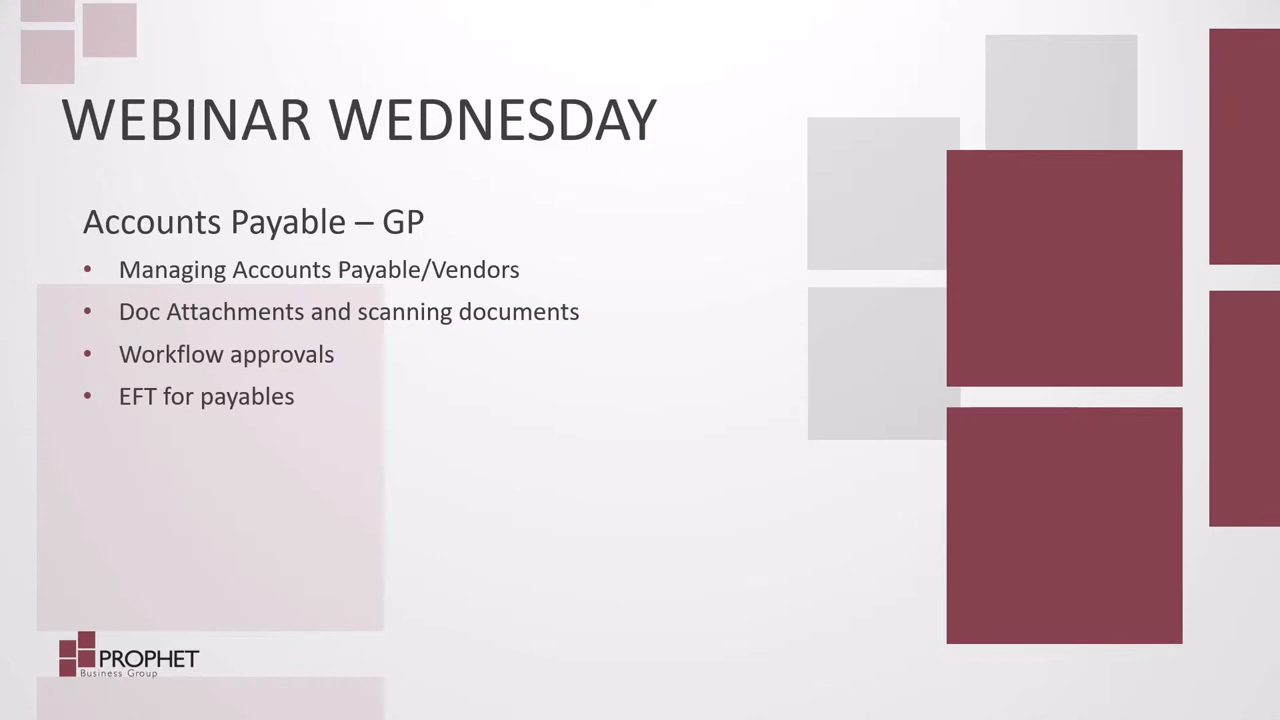 WEBINAR WEDNESDAY
Accounts Payable – GP
• Managing Accounts Payable/Vendors
• Doc Attachments and scanning documents
• Workflow approvals
• EFT for payables
PROPHET
Business Group